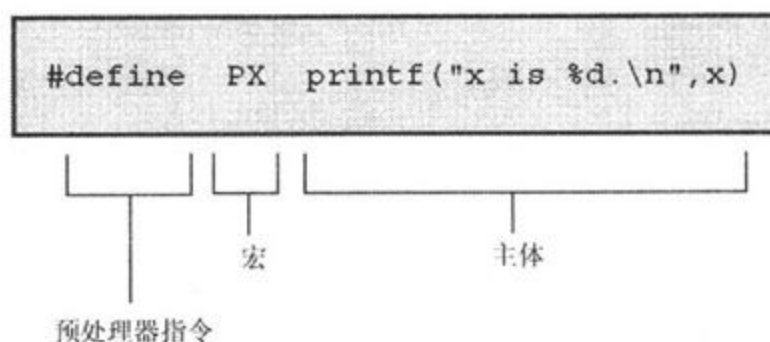 #define PX printf("x is %d.\n",x)
宏 主体
预处理器指令